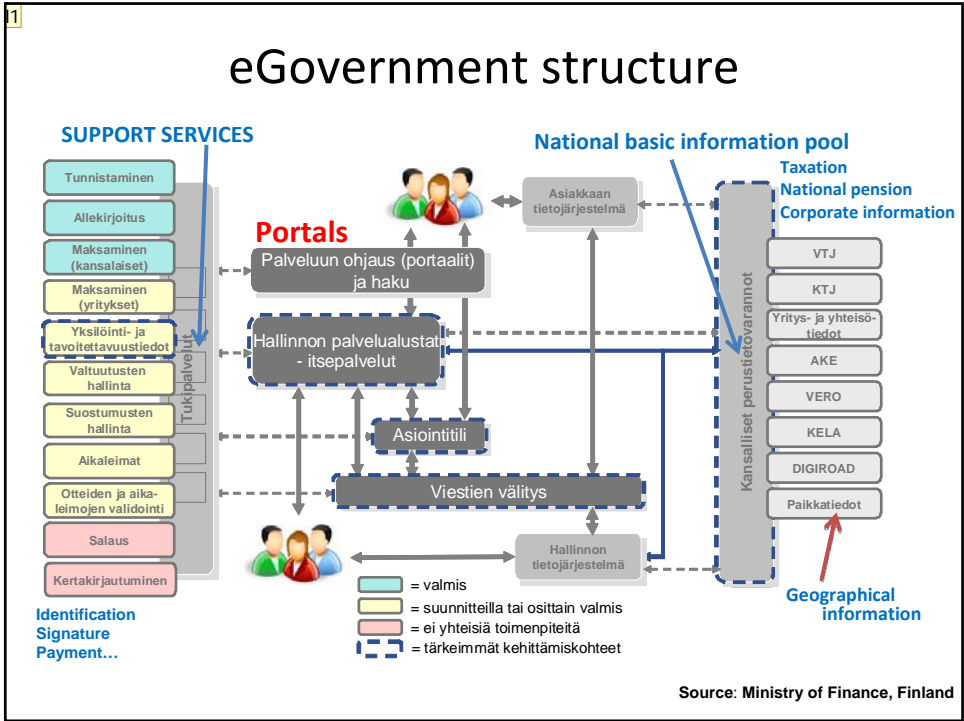 I1
eGovernment structure
SUPPORT SERVICES
National basic information pool
Taxation
National pension
Corporate information
Tunnistaminen
Allekirjoitus
Maksaminen
(kansalaiset)
Maksaminen
(yritykset)
Yksilöinti- ja
tavoitettavuustiedot
Valtuutusten
hallinta
Suostumusten
hallinta
Aikaleimat
Otteiden ja aika-
leimojen validointi
Salaus
Kertakirjautuminen
Identification
Signature
Payment…
Tukipalvelut
Portals
Palveluun ohjaus (portaalit)
ja haku
Hallinnon palvelualustat
- itsepalvelut
Asiointitili
Viestien välitys
Asiakkaan
tietojärjestelmä
Hallinnon
tietojärjestelmä
Kansalliset perustietovarannot
VTJ
KTJ
Yritys- ja yhteisö-
tiedot
AKE
VERO
KELA
DIGIROAD
Paikkatiedot
Geographical
information
= valmis
= suunnitteilla tai osittain valmis
= ei yhteisiä toimenpiteitä
= tärkeimmät kehittämiskohteet
Source: Ministry of Finance, Finland